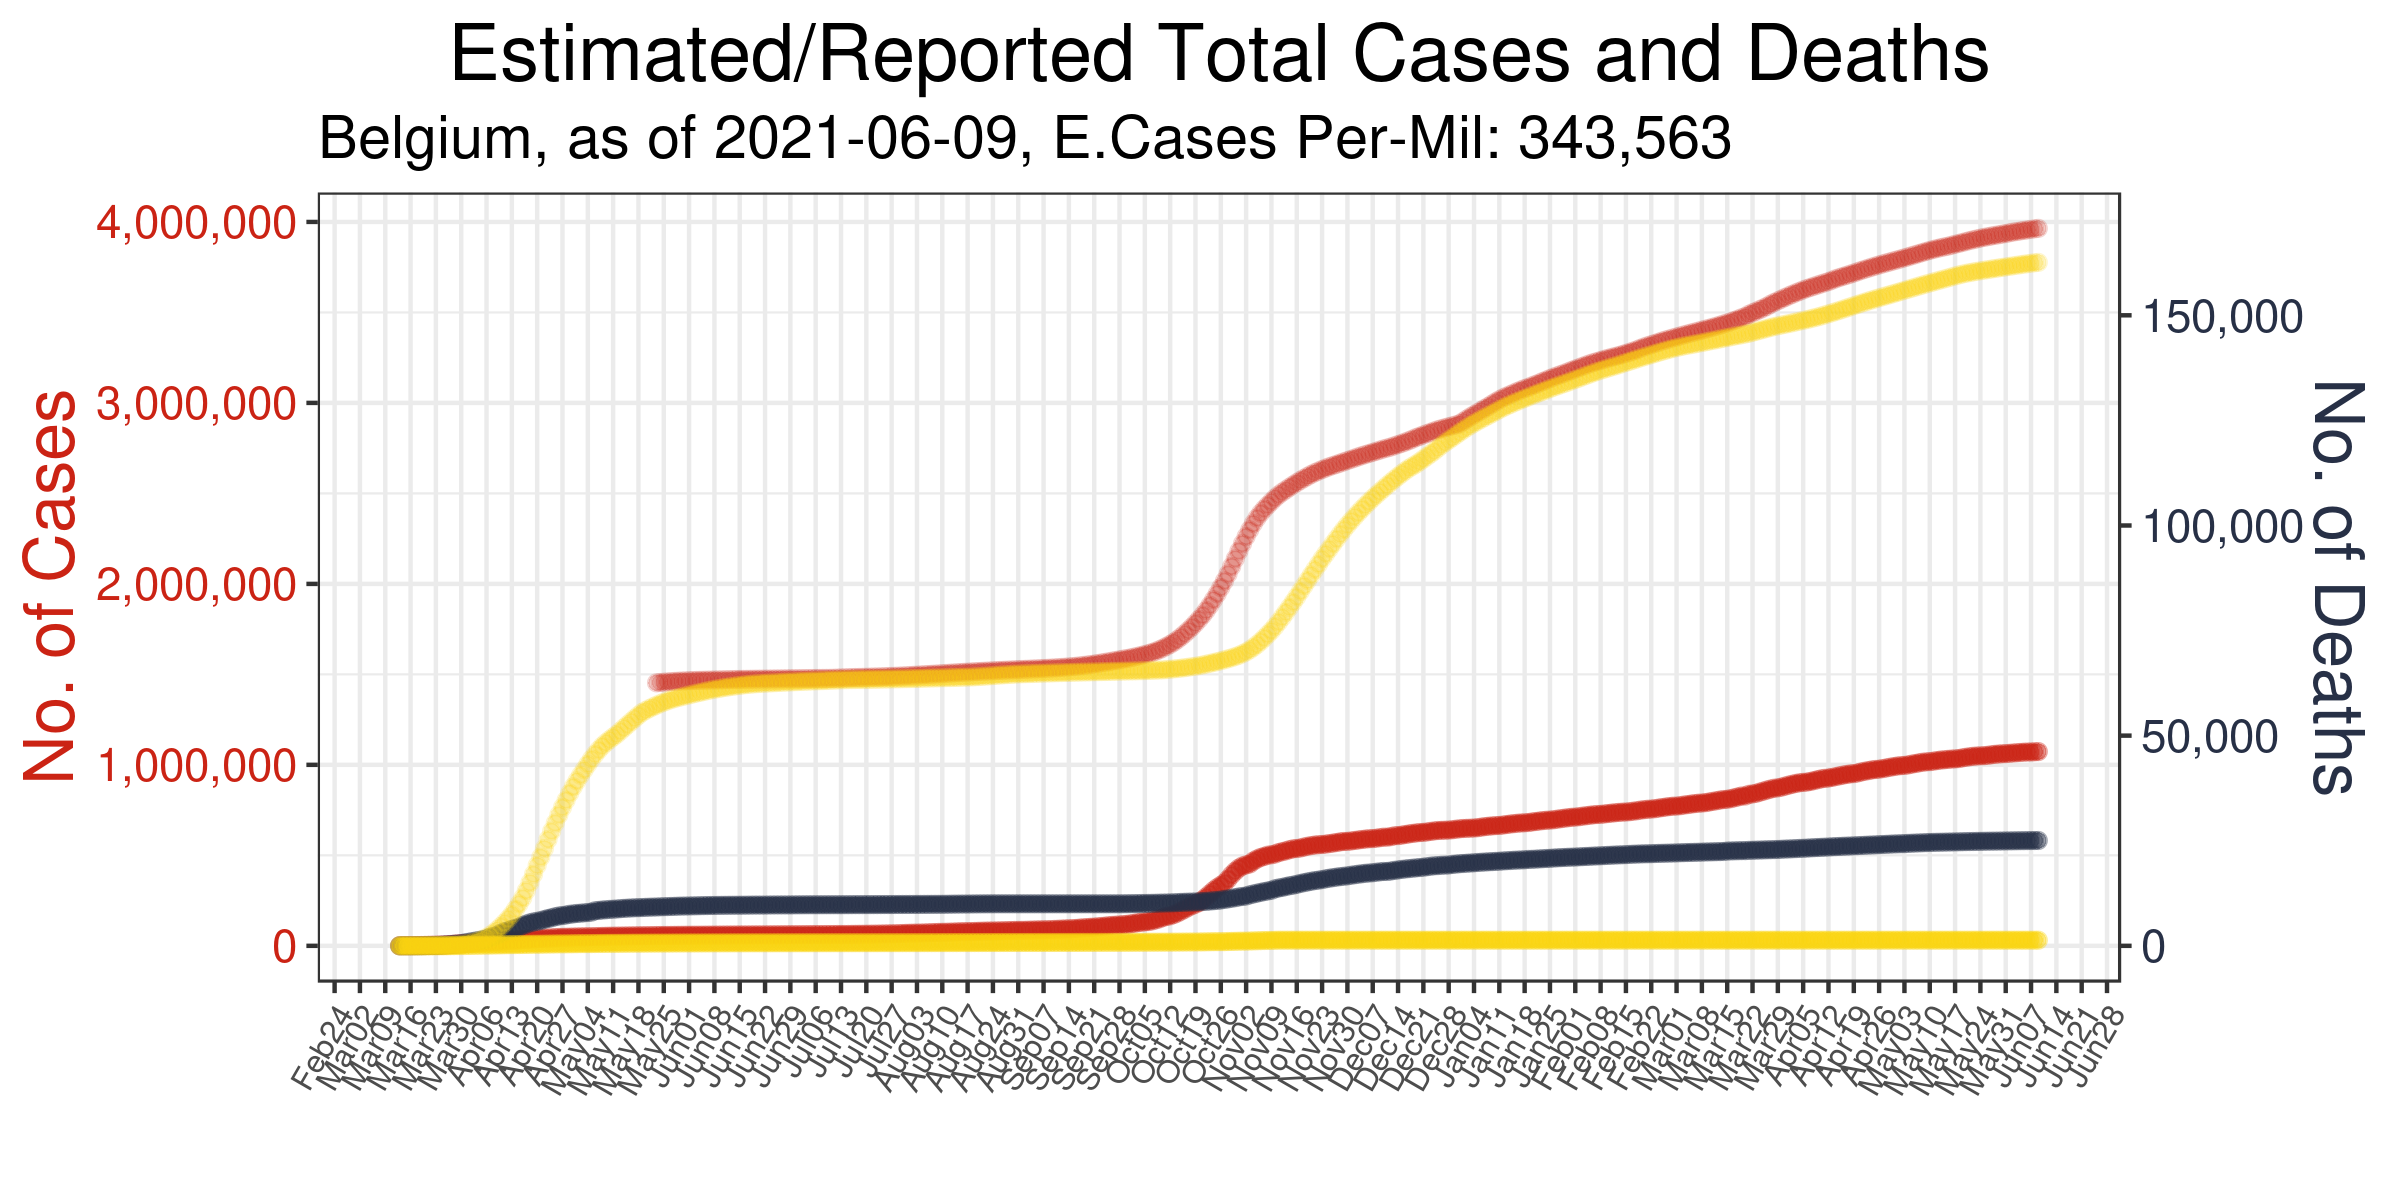 Estimated/Reported Total Cases and Deaths
Belgium, as of 2021-06-09, E.Cases Per-Mil: 343,563
No. of Cases
4,000,000
3,000,000
2,000,000
1,000,000
0
150,000
100,000
50,000
0
No. of Deaths
Feb24 Mar02 Mar09 Mar16 Mar23 Mar30 Apr06 Apr13 Apr20 Apr27 May04 May11 May18 May25 Jun01 Jun08 Jun15 Jun22 Jun29 Jul06 Jul13 Jul20 Jul27 Aug03 Aug10 Aug17 Aug24 Aug31 Sep07 Sep14 Sep21 Sep28 Oct05 Oct12 Oct19 Oct26 Nov02 Nov09 Nov16 Nov23 Nov30 Dec07 Dec14 Dec21 Dec28 Jan04 Jan11 Jan18 Jan25 Feb01 Feb08 Feb15 Feb22 Mar01 Mar08 Mar15 Mar22 Mar29 Apr05 Apr12 Apr19 Apr26 May03 May10 May17 May24 May31 Jun07 Jun14 Jun21 Jun28